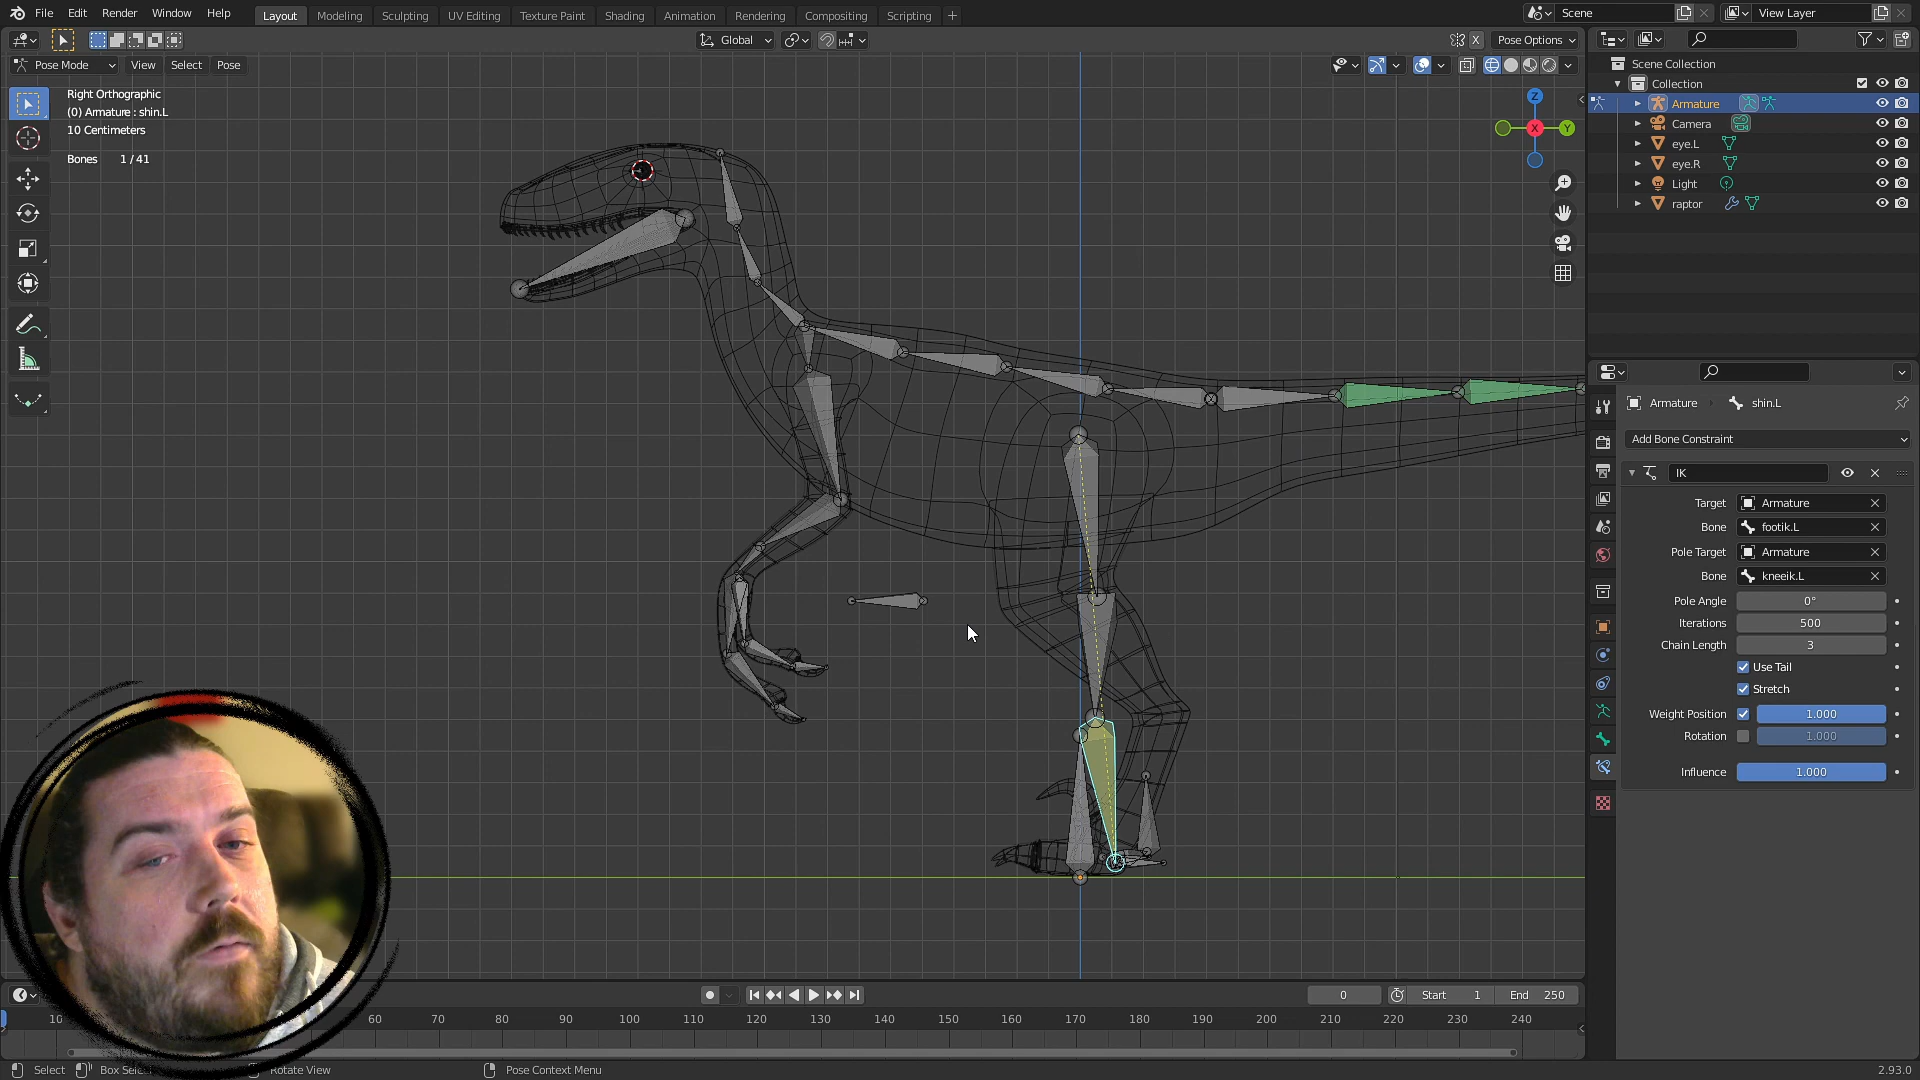 File Edit Render Window Help
Layout Modeling Sculpting UV Editing Texture Paint Shading Animation Rendering Compositing Scripting +
Scene
View Layer
Global
X
Pose Options
Pose Mode View Select Pose
Right Orthographic
(0) Armature : shin.L
10 Centimeters
Bones 1 / 41
Z
X
Y
Scene Collection
Collection
Armature
Camera
eye.L
eye.R
Light
raptor
Armature shin.L
Add Bone Constraint
IK
Target Armature
Bone footik.L
Pole Target Armature
Bone kneeik.L
Pole Angle 0°
Iterations 500
Chain Length 3
Use Tail
Stretch
Weight Position 1.000
Rotation 1.000
Influence 1.000
0
Start 1
End 250
10 60 70 80 90 100 110 120 130 140 150 160 170 180 190 200 210 220 230 240
Select
Box Select
Rotate View
Pose Context Menu
2.93.0